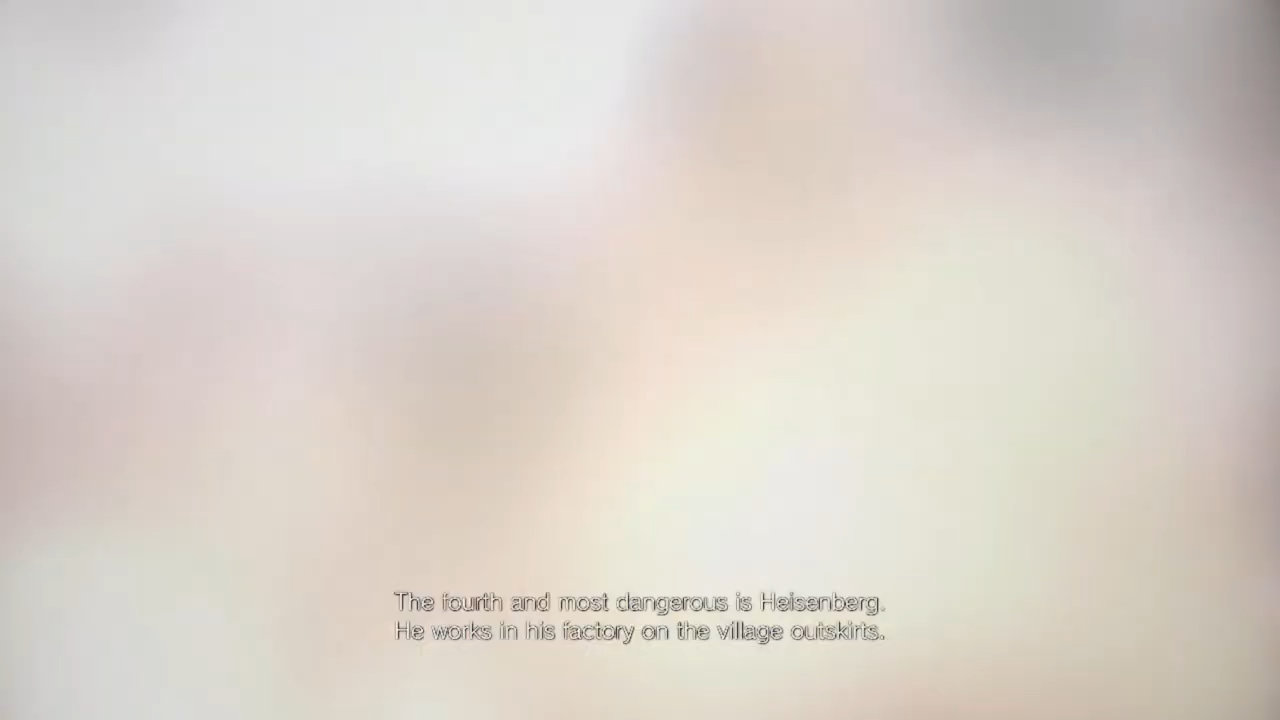 The fourth and most dangerous is Heisenberg.
He works in his factory on the village outskirts.